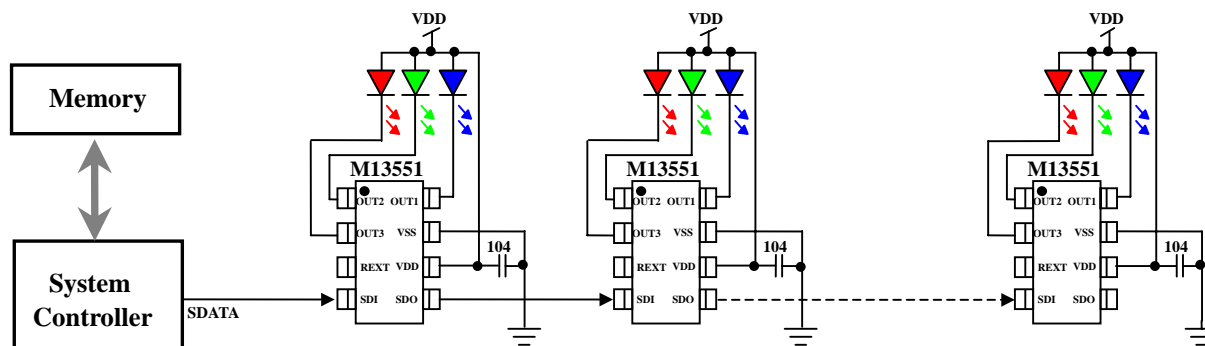 VDD
VDD
VDD
Memory
M13551
M13551
M13551
OUT2 OUT1
OUT3 VSS
REXT VDD
SDI SDO
104
OUT2 OUT1
OUT3 VSS
REXT VDD
SDI SDO
104
OUT2 OUT1
OUT3 VSS
REXT VDD
SDI SDO
104
System
Controller
SDATA